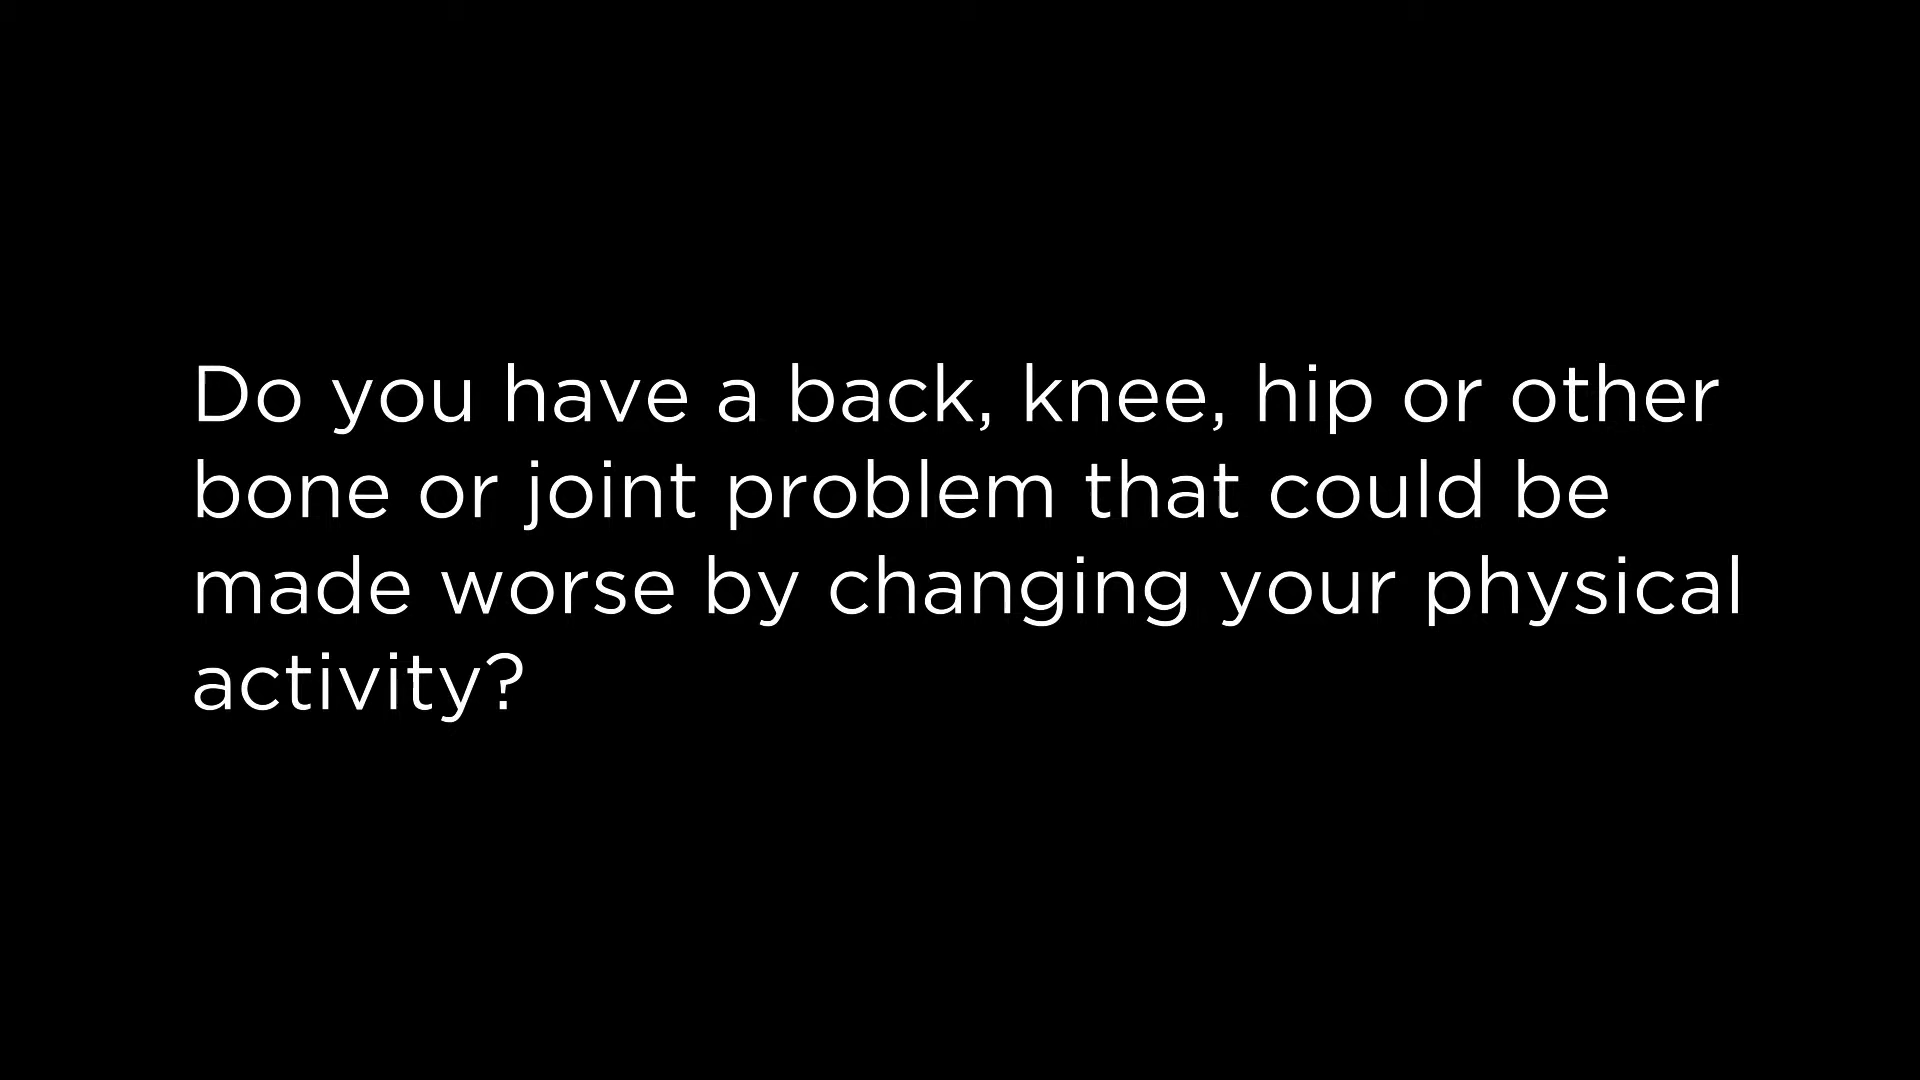 Do you have a back, knee, hip or other
bone or joint problem that could be
made worse by changing your physical
activity?